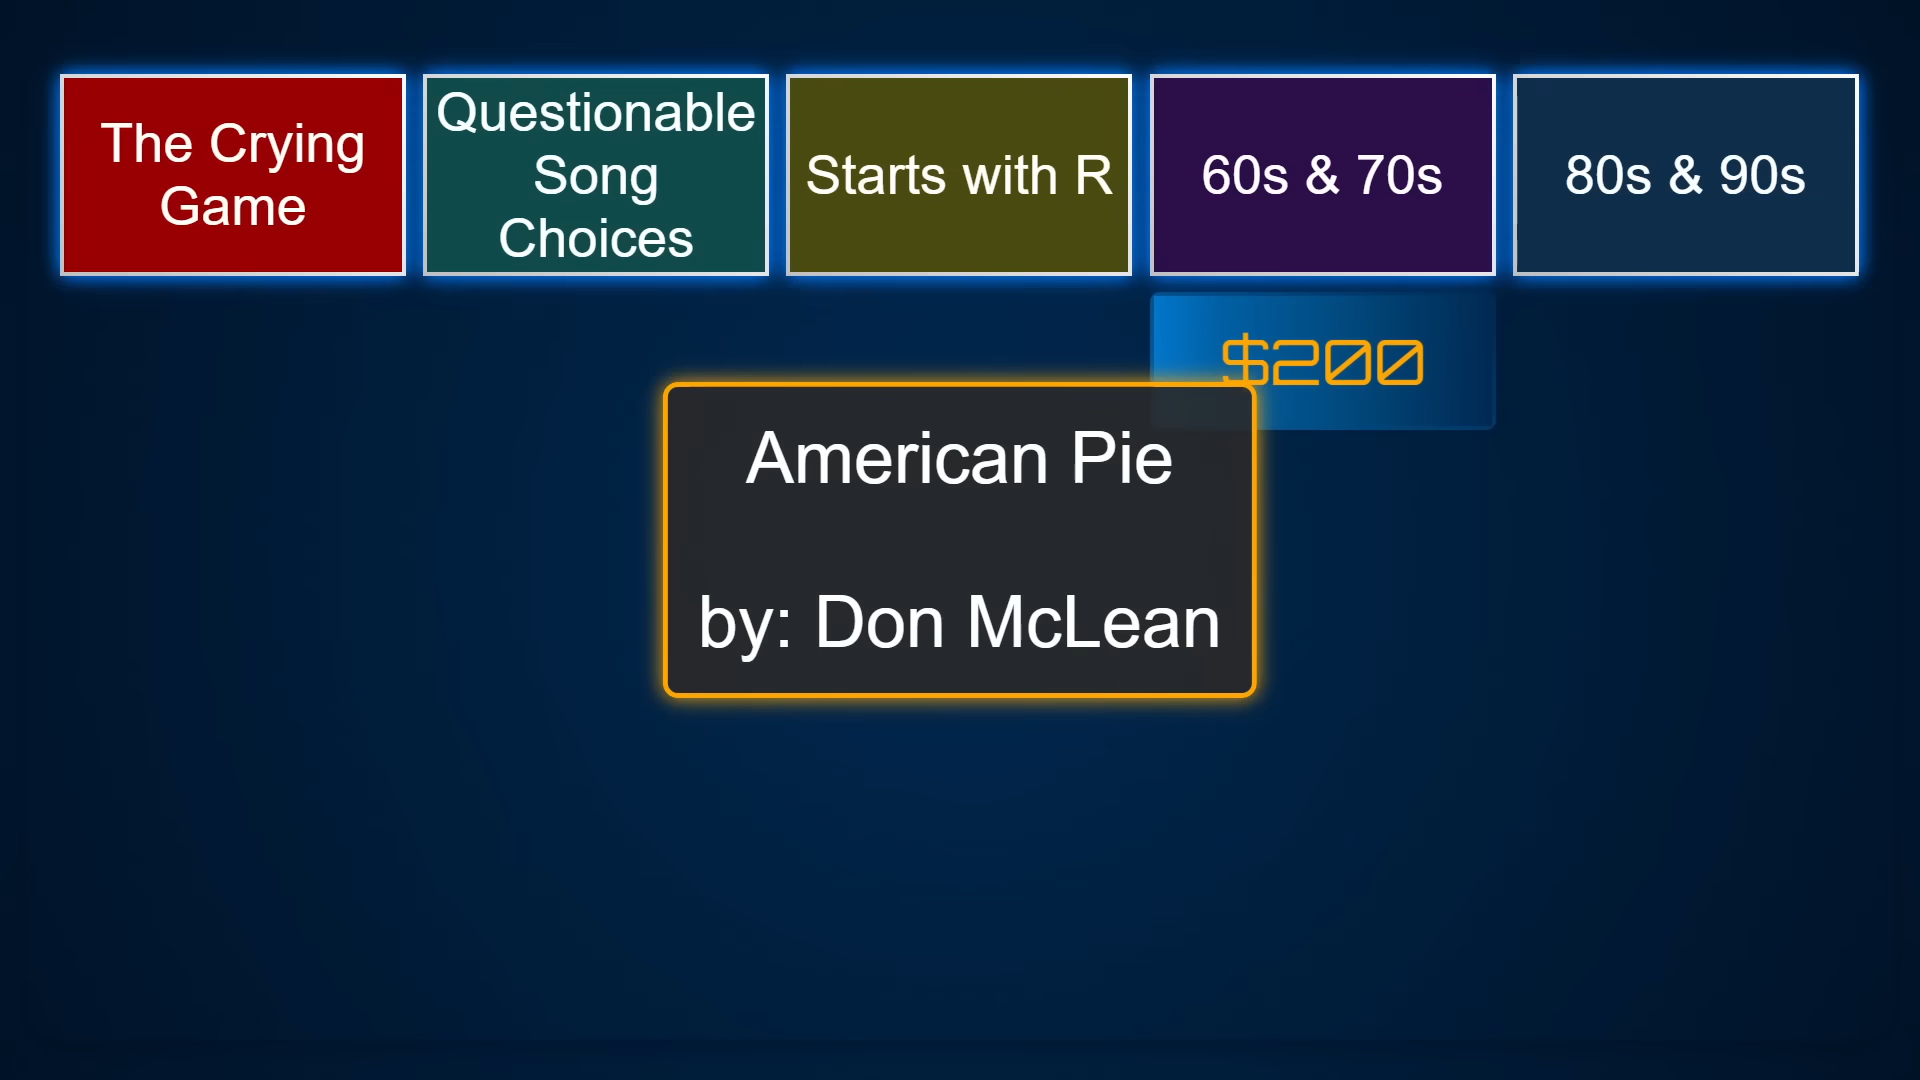 The Crying
Game
Questionable
Song
Choices
Starts with R
60s & 70s
80s & 90s
$200
American Pie
by: Don McLean